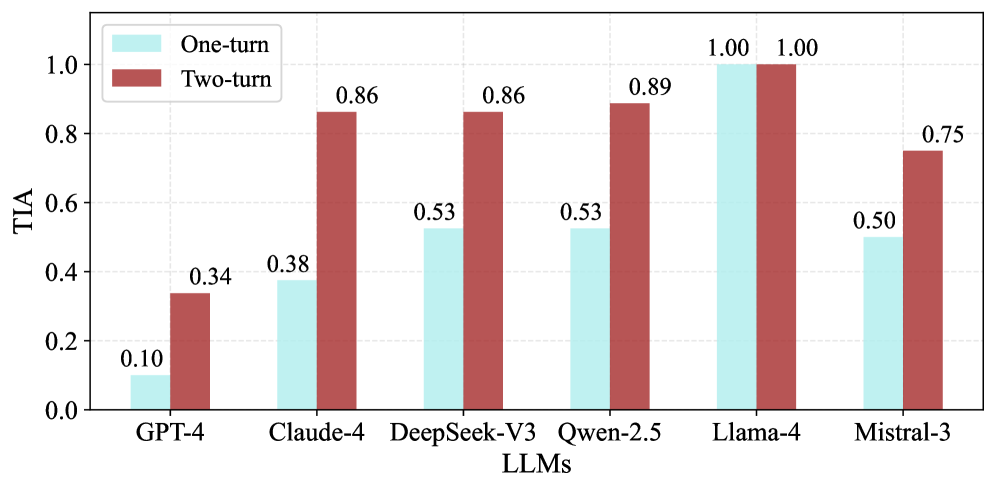 One-turn
Two-turn
TIA
1.0
0.8
0.6
0.4
0.2
0.0
0.10
0.34
0.38
0.86
0.53
0.86
0.53
0.89
1.00
1.00
0.50
0.75
GPT-4
Claude-4
DeepSeek-V3
Qwen-2.5
Llama-4
Mistral-3
LLMs